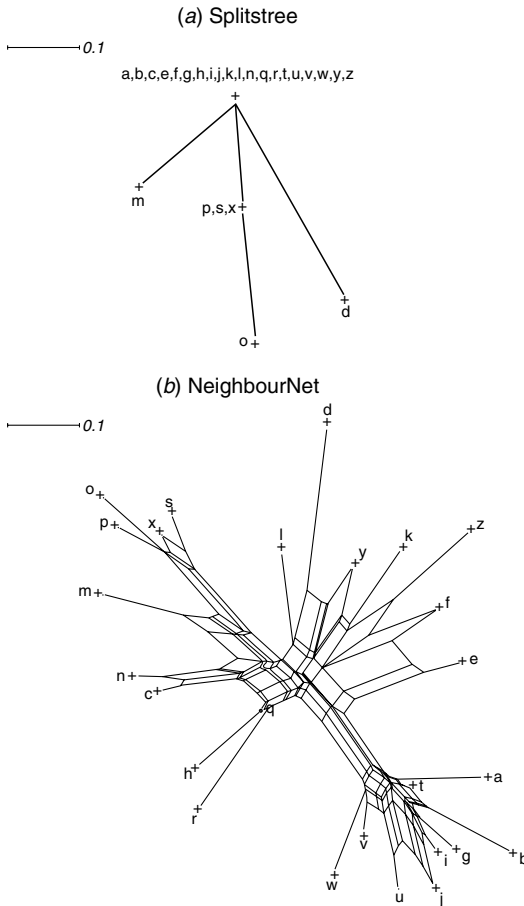 (a) Splitstree
0.1
a,b,c,e,f,g,h,i,j,k,l,n,q,r,t,u,v,w,y,z
m
p,s,x
d
o
(b) NeighbourNet
0.1
d
o
s
p
x
l
y
k
z
m
f
n
c
e
q
h
r
t
a
v
i
g
b
w
u
j